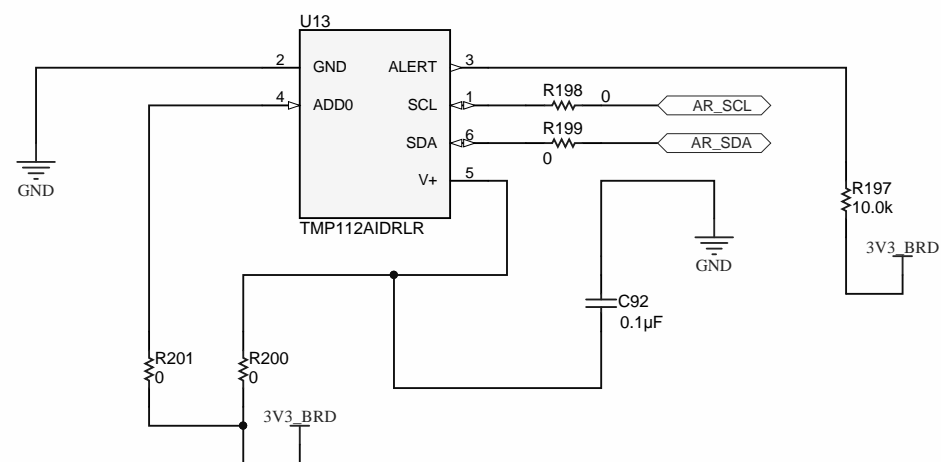 U13
2 GND ALERT 3
4 ADD0 SCL 1 R198 0 AR_SCL
SDA 6 R199 0 AR_SDA
V+ 5
TMP112AIDRLR
GND
R197
10.0k
GND
3V3_BRD
C92
0.1µF
R201
0
R200
0
3V3_BRD